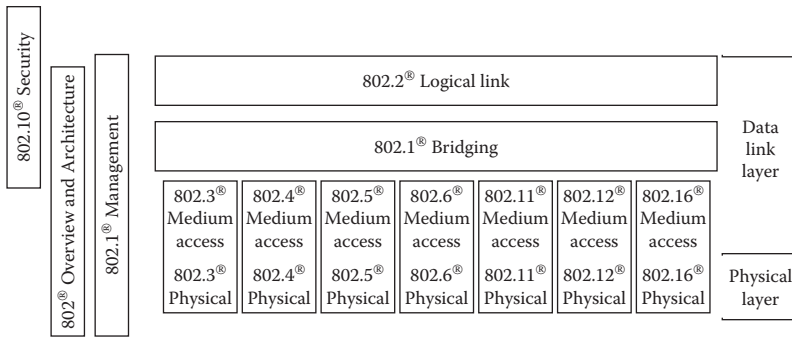 802.10® Security
802® Overview and Architecture
802.1® Management
802.2® Logical link
802.1® Bridging
802.3®
Medium
access
802.3®
Physical
802.4®
Medium
access
802.4®
Physical
802.5®
Medium
access
802.5®
Physical
802.6®
Medium
access
802.6®
Physical
802.11®
Medium
access
802.11®
Physical
802.12®
Medium
access
802.12®
Physical
802.16®
Medium
access
802.16®
Physical
Data
link
layer
Physical
layer